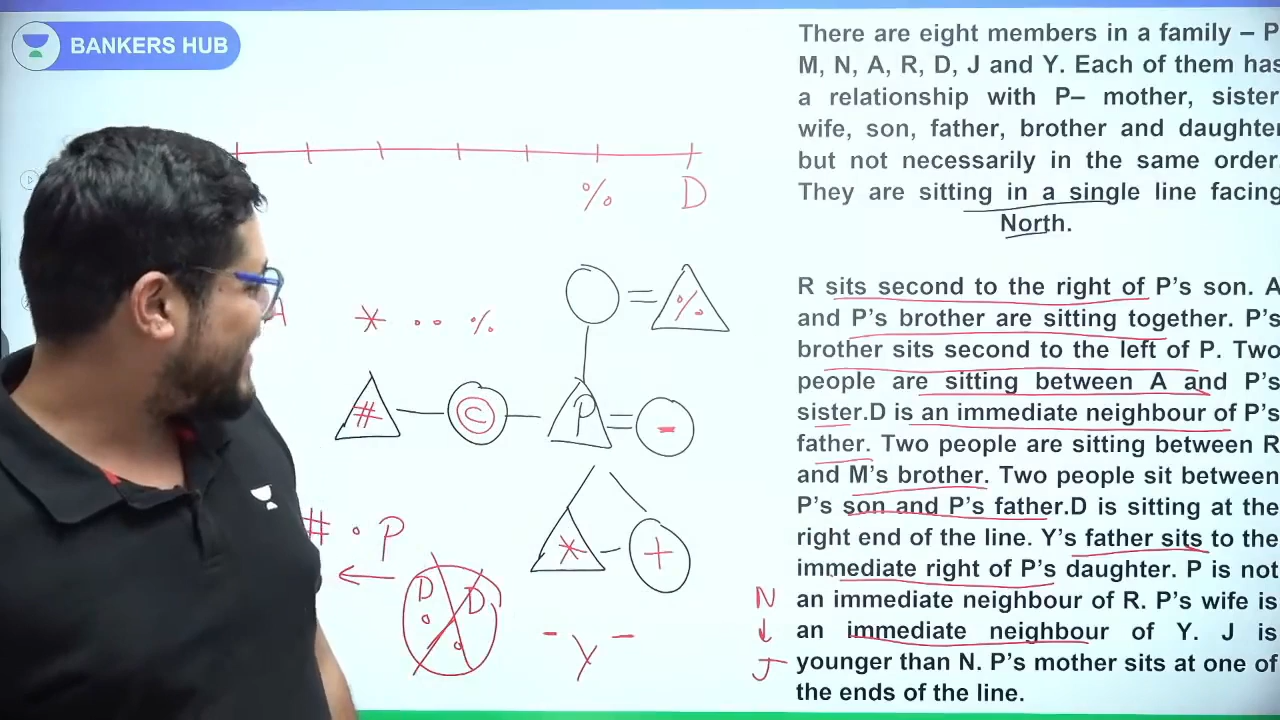 BANKERS HUB
There are eight members in a family – P
M, N, A, R, D, J and Y. Each of them has
a relationship with P– mother, sister
wife, son, father, brother and daughter
but not necessarily in the same order.
They are sitting in a single line facing
North.
R sits second to the right of P's son. A
and P's brother are sitting together. P's
brother sits second to the left of P. Two
people are sitting between A and P's
sister.D is an immediate neighbour of P's
father. Two people are sitting between R
and M's brother. Two people sit between
P's son and P's father.D is sitting at the
right end of the line. Y's father sits to the
immediate right of P's daughter. P is not
an immediate neighbour of R. P's wife is
an immediate neighbour of Y. J is
younger than N. P's mother sits at one of
the ends of the line.
% D
A * .. %
%
# C P = -
# . P
* - +
D D
- Y -
N
↓
J